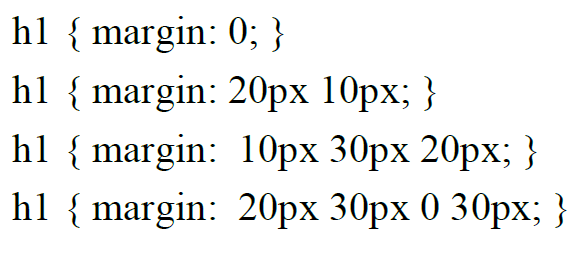 h1 { margin: 0; }
h1 { margin: 20px 10px; }
h1 { margin:  10px 30px 20px; }
h1 { margin:  20px 30px 0 30px; }